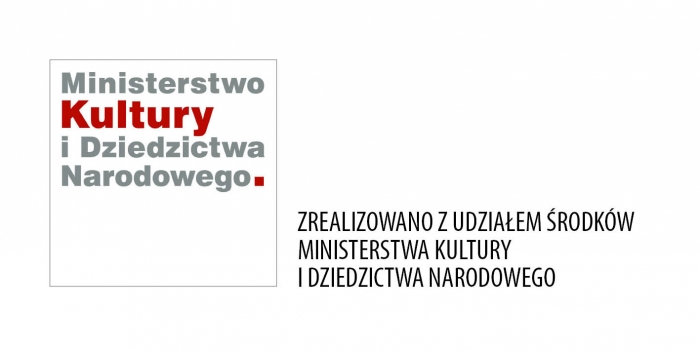 Ministerstwo
Kultury
i Dziedzictwa
Narodowego.
ZREALIZOWANO Z UDZIAŁEM ŚRODKÓW
MINISTERSTWA KULTURY
I DZIEDZICTWA NARODOWEGO